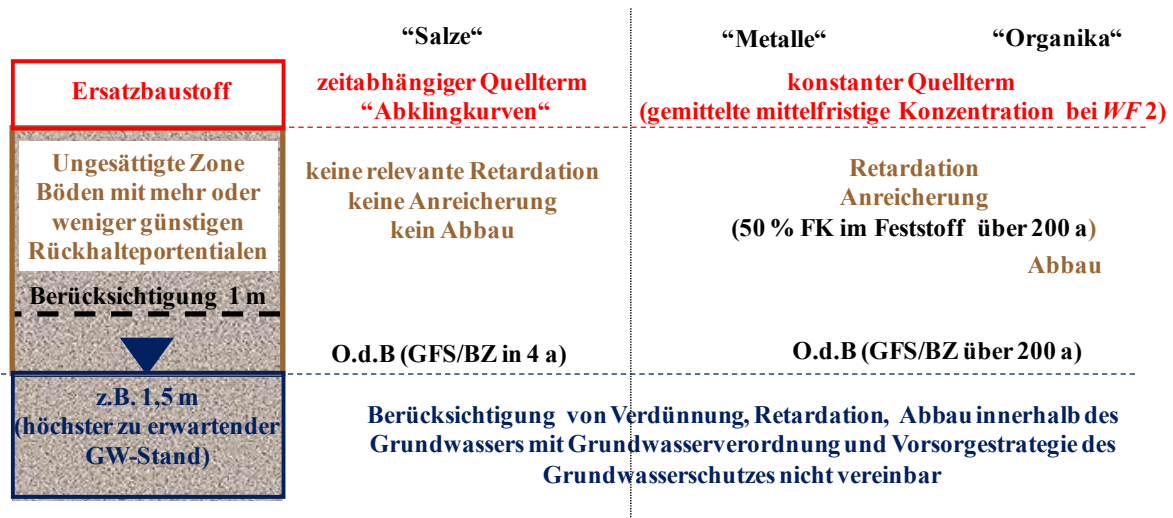 “Salze“
“Metalle“
“Organika“
Ersatzbaustoff
zeitabhängiger Quellterm
“Abklingkurven“
konstanter Quellterm
(gemittelte mittelfristige Konzentration bei WF 2)
Ungesättigte Zone
Böden mit mehr oder
weniger günstigen
Rückhaltepotentialen
keine relevante Retardation
keine Anreicherung
kein Abbau
Retardation
Anreicherung
(50 % FK im Feststoff über 200 a)
Abbau
Berücksichtigung 1 m
O.d.B (GFS/BZ in 4 a)
O.d.B (GFS/BZ über 200 a)
z.B. 1,5 m
(höchster zu erwartender
GW-Stand)
Berücksichtigung von Verdünnung, Retardation, Abbau innerhalb des
Grundwassers mit Grundwasserverordnung und Vorsorgestrategie des
Grundwasserschutzes nicht vereinbar